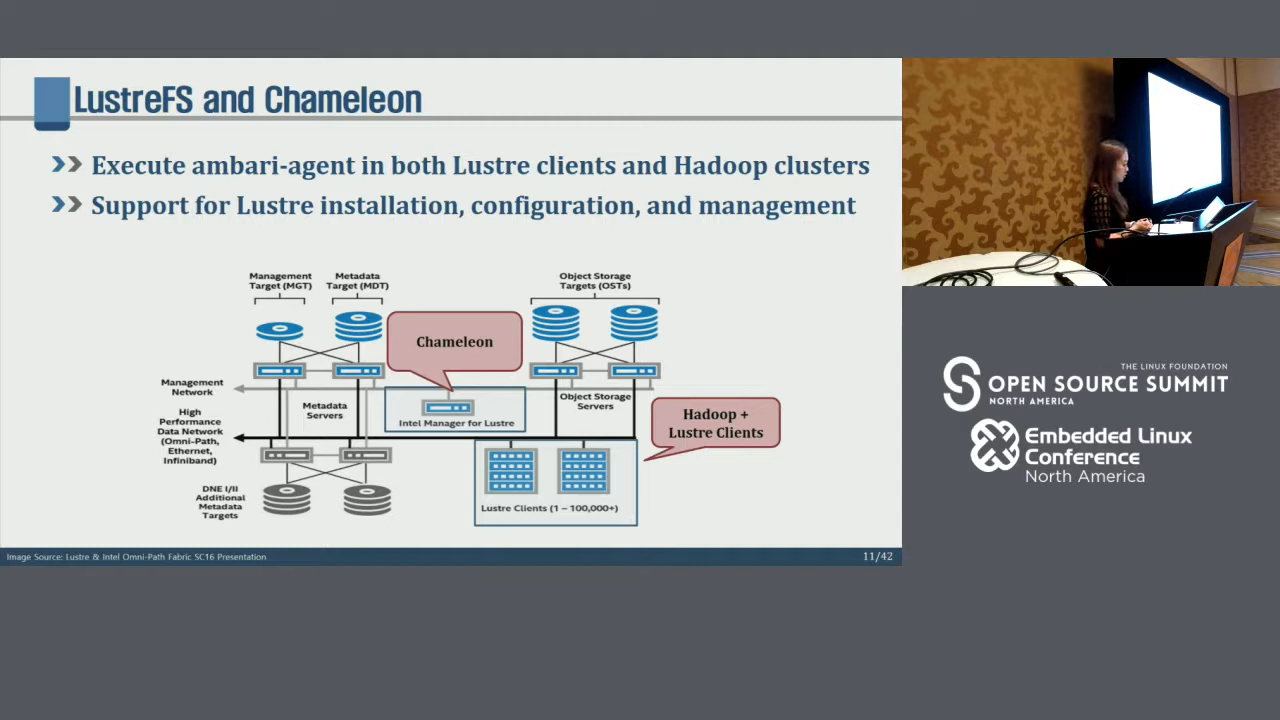 LustreFS and Chameleon
Execute ambari-agent in both Lustre clients and Hadoop clusters
Support for Lustre installation, configuration, and management
Management
Target (MGT)
Metadata
Target (MDT)
Object Storage
Targets (OSTs)
Chameleon
Management
Network
Metadata
Servers
Intel Manager for Lustre
Object Storage
Servers
Hadoop +
Lustre Clients
High
Performance
Data Network
(Omni-Path,
Ethernet,
Infiniband)
DNE I/II
Additional
Metadata
Targets
Lustre Clients (1 – 100,000+)
Image Source: Lustre & Intel Omni-Path Fabric SC16 Presentation
11/42
THE LINUX FOUNDATION
OPEN SOURCE SUMMIT
NORTH AMERICA
Embedded Linux
Conference
North America